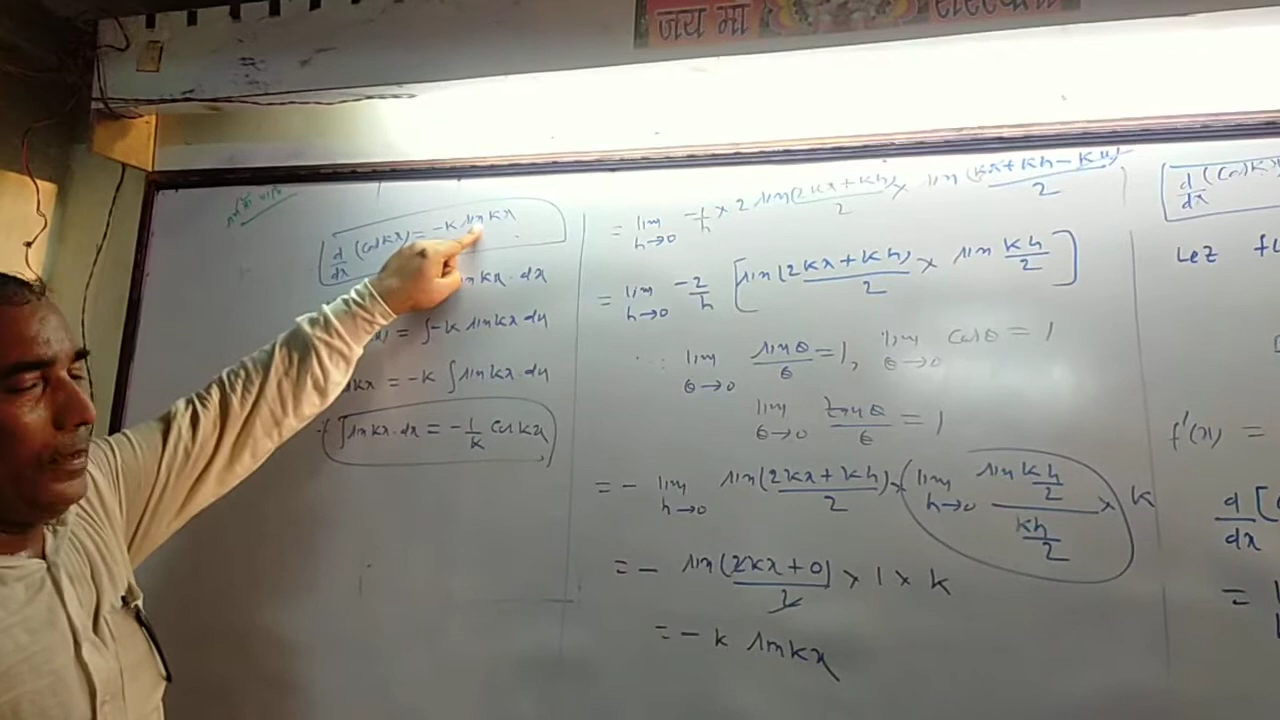 जय मा
d/dx (cos kx) = -k sin kx
sin kx · dx
= ∫-k sin kx dx
kx = -k ∫ sin kx · dx
∫ sin kx · dx = -1/k cos kx
= lim h→0 -1/h × 2 sin (2kx + kh)/2 × sin (kx + kh - kx)/2
= lim h→0 -2/h [sin (2kx + kh)/2 × sin kh/2]
∵ lim θ→0 sin θ/θ = 1, lim θ→0 cos θ = 1
lim θ→0 tan θ/θ = 1
= - lim h→0 sin (2kx + kh)/2 × (lim h→0 (sin kh/2)/(kh/2)) × k
= - sin (2kx + 0)/2 × 1 × k
= -k sin kx
d/dx (cos k
Let f
f'(x) =
d/dx [
=